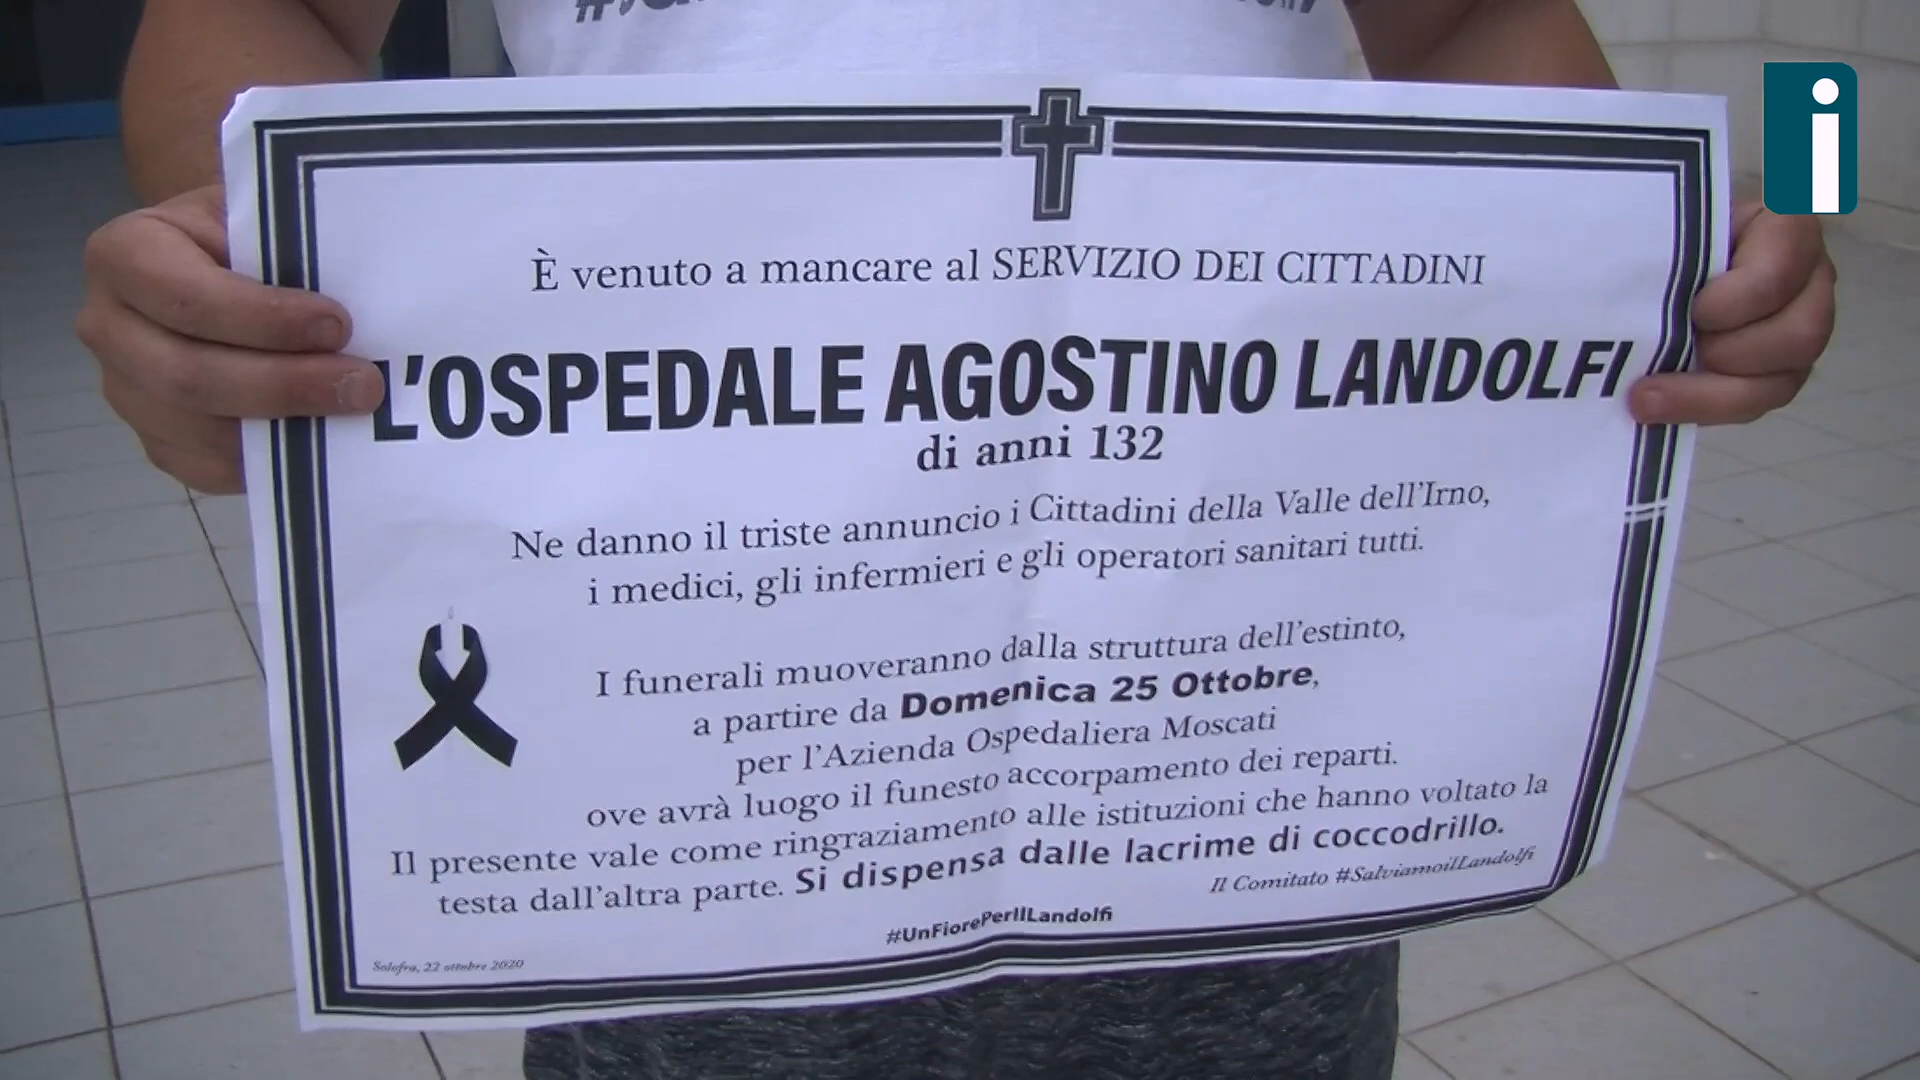 È venuto a mancare al SERVIZIO DEI CITTADINI
L'OSPEDALE AGOSTINO LANDOLFI
di anni 132
Ne danno il triste annuncio i Cittadini della Valle dell'Irno,
i medici, gli infermieri e gli operatori sanitari tutti.
I funerali muoveranno dalla struttura dell'estinto,
a partire da Domenica 25 Ottobre,
per l'Azienda Ospedaliera Moscati
ove avrà luogo il funesto accorpamento dei reparti.
Il presente vale come ringraziamento alle istituzioni che hanno voltato la
testa dall'altra parte. Si dispensa dalle lacrime di coccodrillo.
Il Comitato #SalviamoilLandolfi
#UnFiorePerIlLandolfi
Solofra, 22 ottobre 2020
i